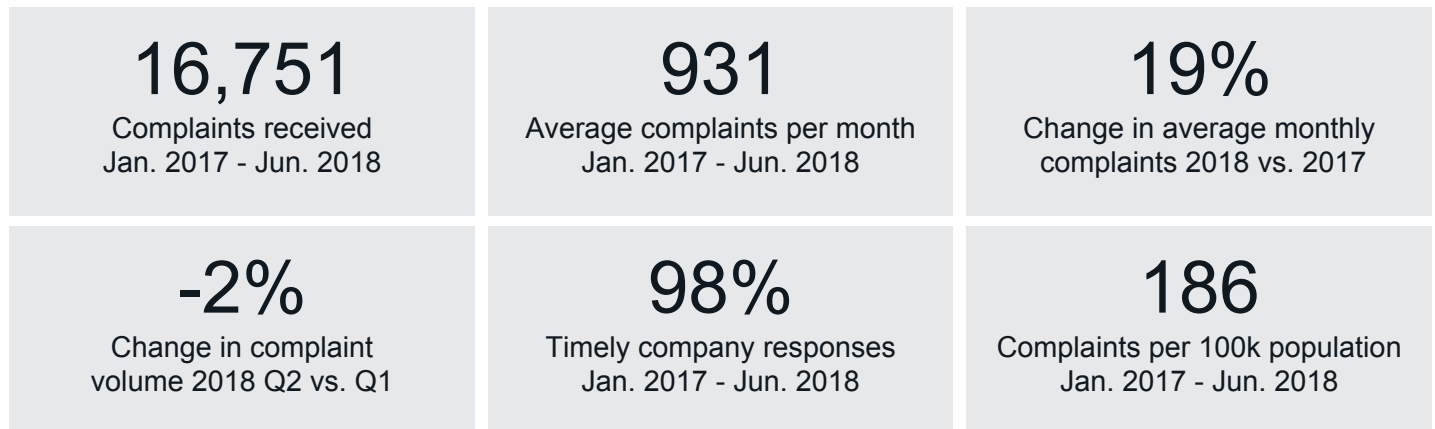 16,751
Complaints received
Jan. 2017 - Jun. 2018
931
Average complaints per month
Jan. 2017 - Jun. 2018
19%
Change in average monthly
complaints 2018 vs. 2017
-2%
Change in complaint
volume 2018 Q2 vs. Q1
98%
Timely company responses
Jan. 2017 - Jun. 2018
186
Complaints per 100k population
Jan. 2017 - Jun. 2018